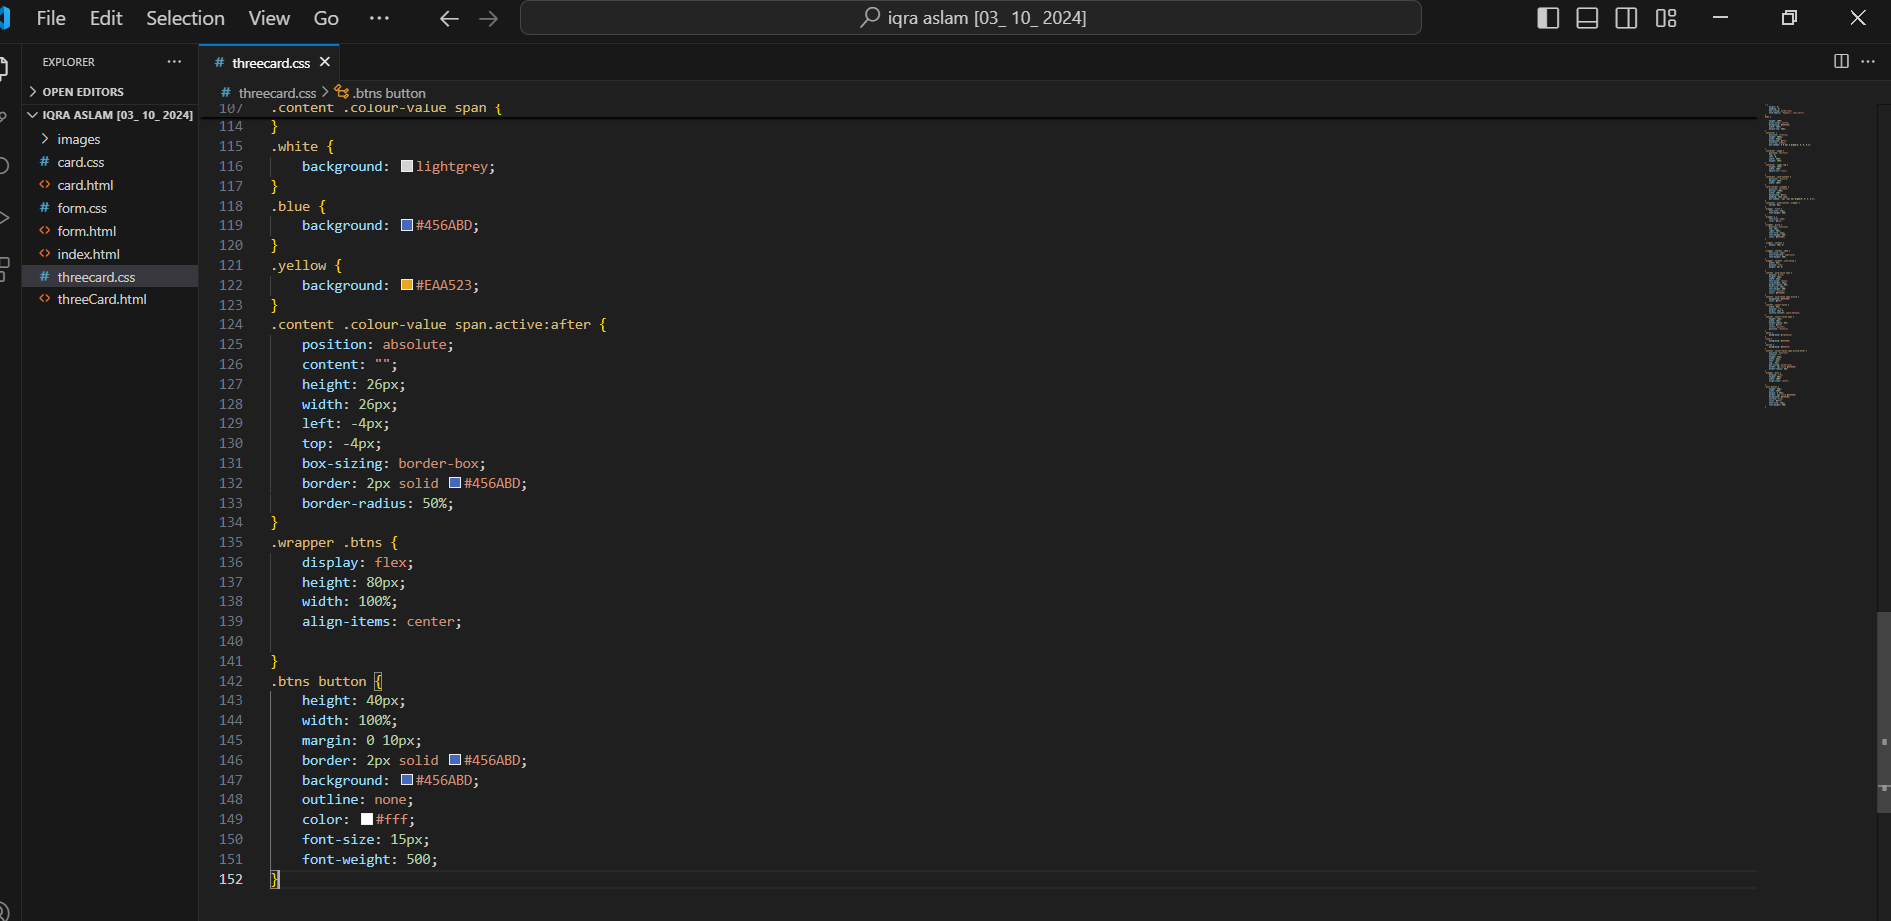 File Edit Selection View Go ··· iqra aslam [03_ 10_ 2024]
EXPLORER ···
OPEN EDITORS
IQRA ASLAM [03_ 10_ 2024]
images
# card.css
<> card.html
# form.css
<> form.html
<> index.html
# threecard.css
<> threeCard.html
# threecard.css
# threecard.css > .btns button
107 .content .colour-value span {
114 }
115 .white {
116 background: lightgrey;
117 }
118 .blue {
119 background: #456ABD;
120 }
121 .yellow {
122 background: #EAA523;
123 }
124 .content .colour-value span.active:after {
125 position: absolute;
126 content: "";
127 height: 26px;
128 width: 26px;
129 left: -4px;
130 top: -4px;
131 box-sizing: border-box;
132 border: 2px solid #456ABD;
133 border-radius: 50%;
134 }
135 .wrapper .btns {
136 display: flex;
137 height: 80px;
138 width: 100%;
139 align-items: center;
140
141 }
142 .btns button {
143 height: 40px;
144 width: 100%;
145 margin: 0 10px;
146 border: 2px solid #456ABD;
147 background: #456ABD;
148 outline: none;
149 color: #fff;
150 font-size: 15px;
151 font-weight: 500;
152 }